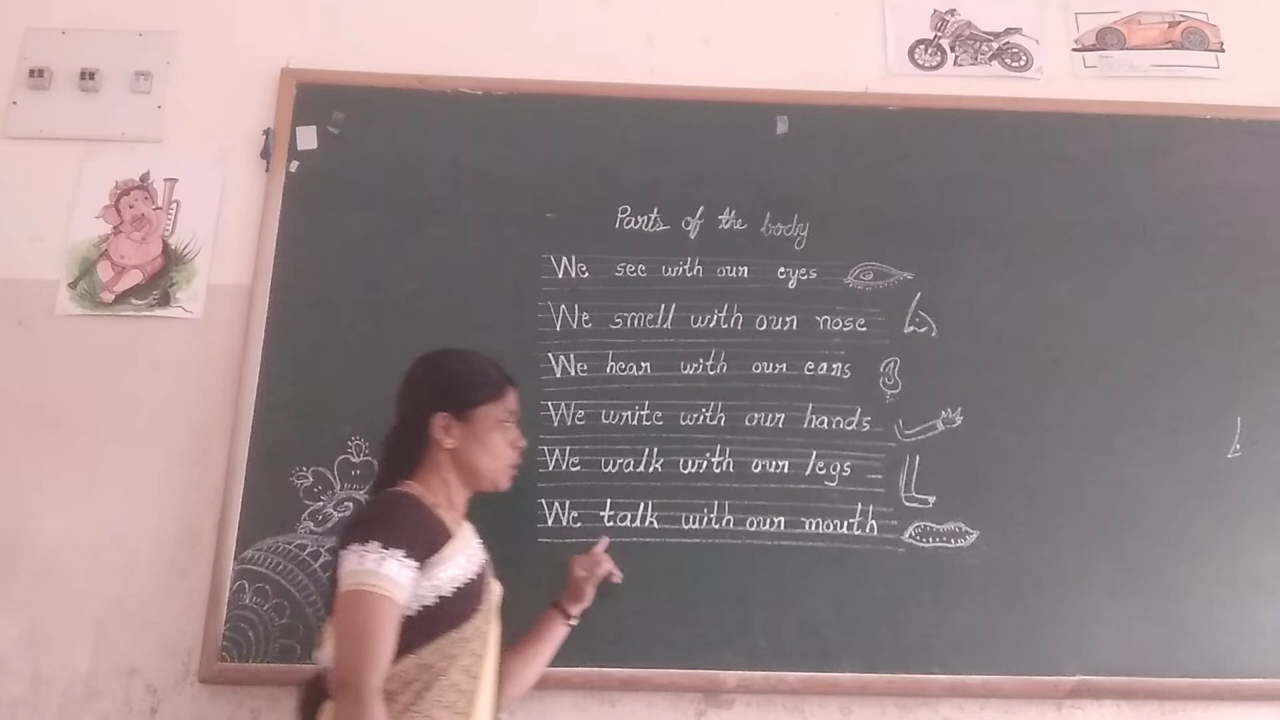 Parts of the body
We see with our eyes
We smell with our nose
We hear with our ears
We write with our hands
We walk with our legs
We talk with our mouth